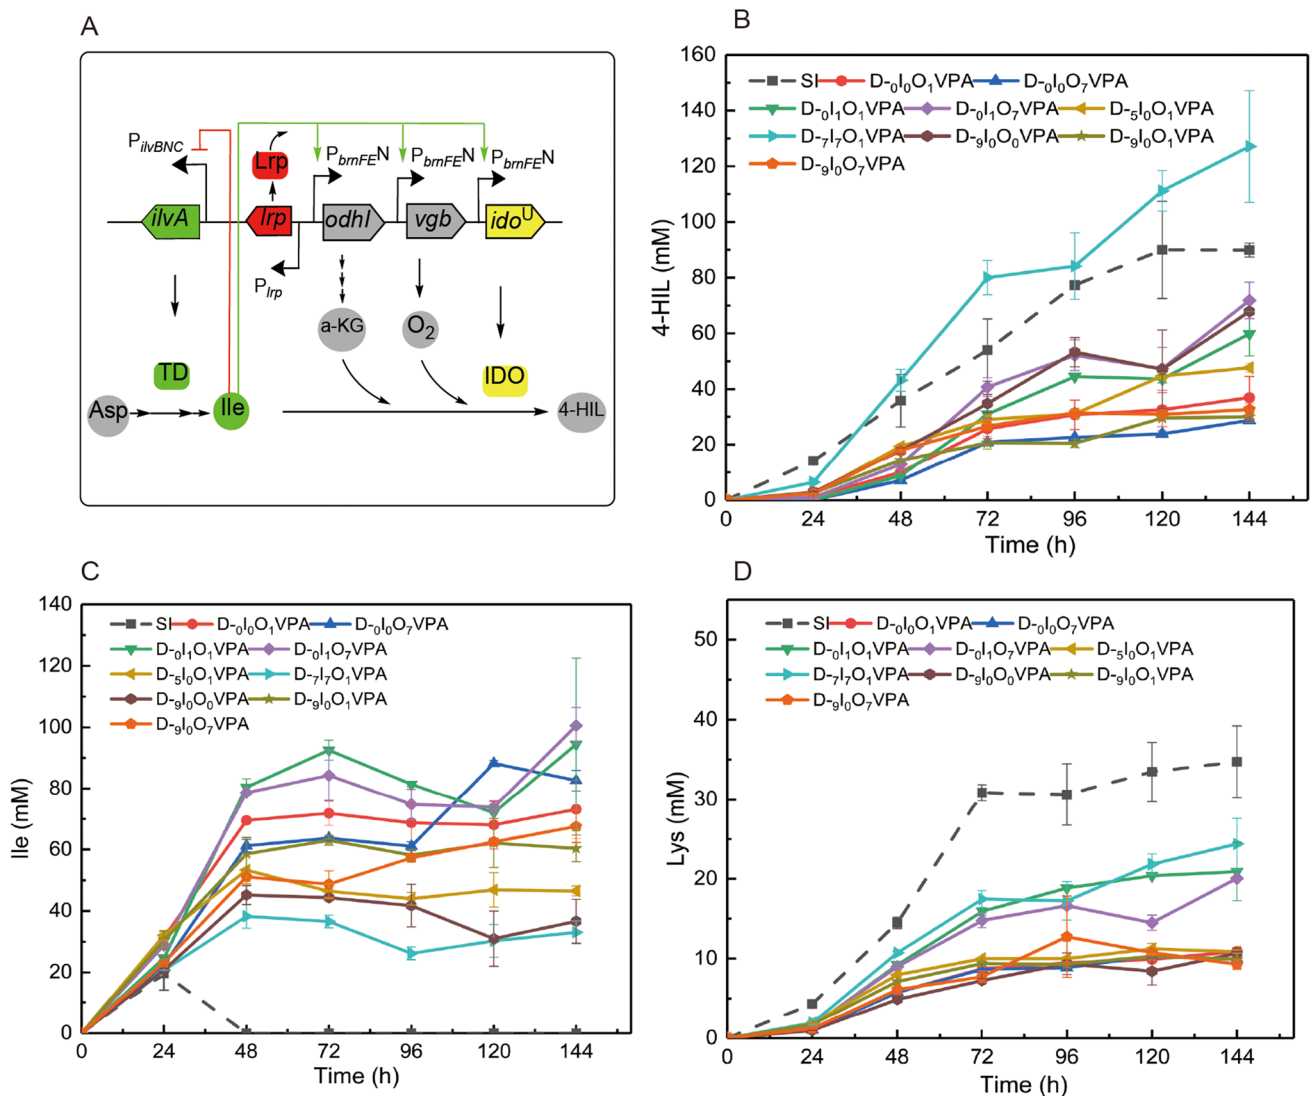 A
P_ilvBNC
Lrp
P_brnFEN P_brnFEN P_brnFEN
ilvA lrp odhI vgb ido^U
P_lrp
a-KG O₂
TD IDO
Asp Ile 4-HIL
B
160
140
120
100
80
60
40
20
0
4-HIL (mM)
SI D-₀I₀O₁VPA D-₀I₀O₇VPA
D-₀I₁O₁VPA D-₀I₁O₇VPA D-₅I₀O₁VPA
D-₇I₇O₁VPA D-₉I₀O₀VPA D-₉I₀O₁VPA
D-₉I₀O₇VPA
0 24 48 72 96 120 144
Time (h)
C
140
120
100
80
60
40
20
0
Ile (mM)
SI D-₀I₀O₁VPA D-₀I₀O₇VPA
D-₀I₁O₁VPA D-₀I₁O₇VPA
D-₅I₀O₁VPA D-₇I₇O₁VPA
D-₉I₀O₀VPA D-₉I₀O₁VPA
D-₉I₀O₇VPA
0 24 48 72 96 120 144
Time (h)
D
50
40
30
20
10
0
Lys (mM)
SI D-₀I₀O₁VPA D-₀I₀O₇VPA
D-₀I₁O₁VPA D-₀I₁O₇VPA D-₅I₀O₁VPA
D-₇I₇O₁VPA D-₉I₀O₀VPA D-₉I₀O₁VPA
D-₉I₀O₇VPA
0 24 48 72 96 120 144
Time (h)